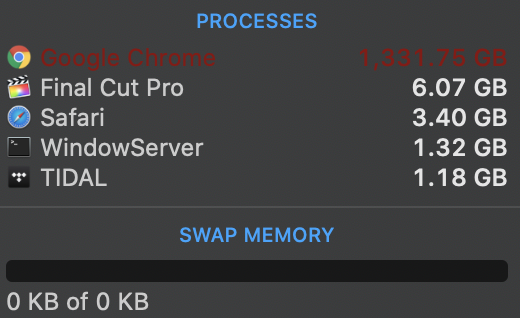 PROCESSES
Google Chrome 1,331.75 GB
Final Cut Pro 6.07 GB
Safari 3.40 GB
WindowServer 1.32 GB
TIDAL 1.18 GB
SWAP MEMORY
0 KB of 0 KB